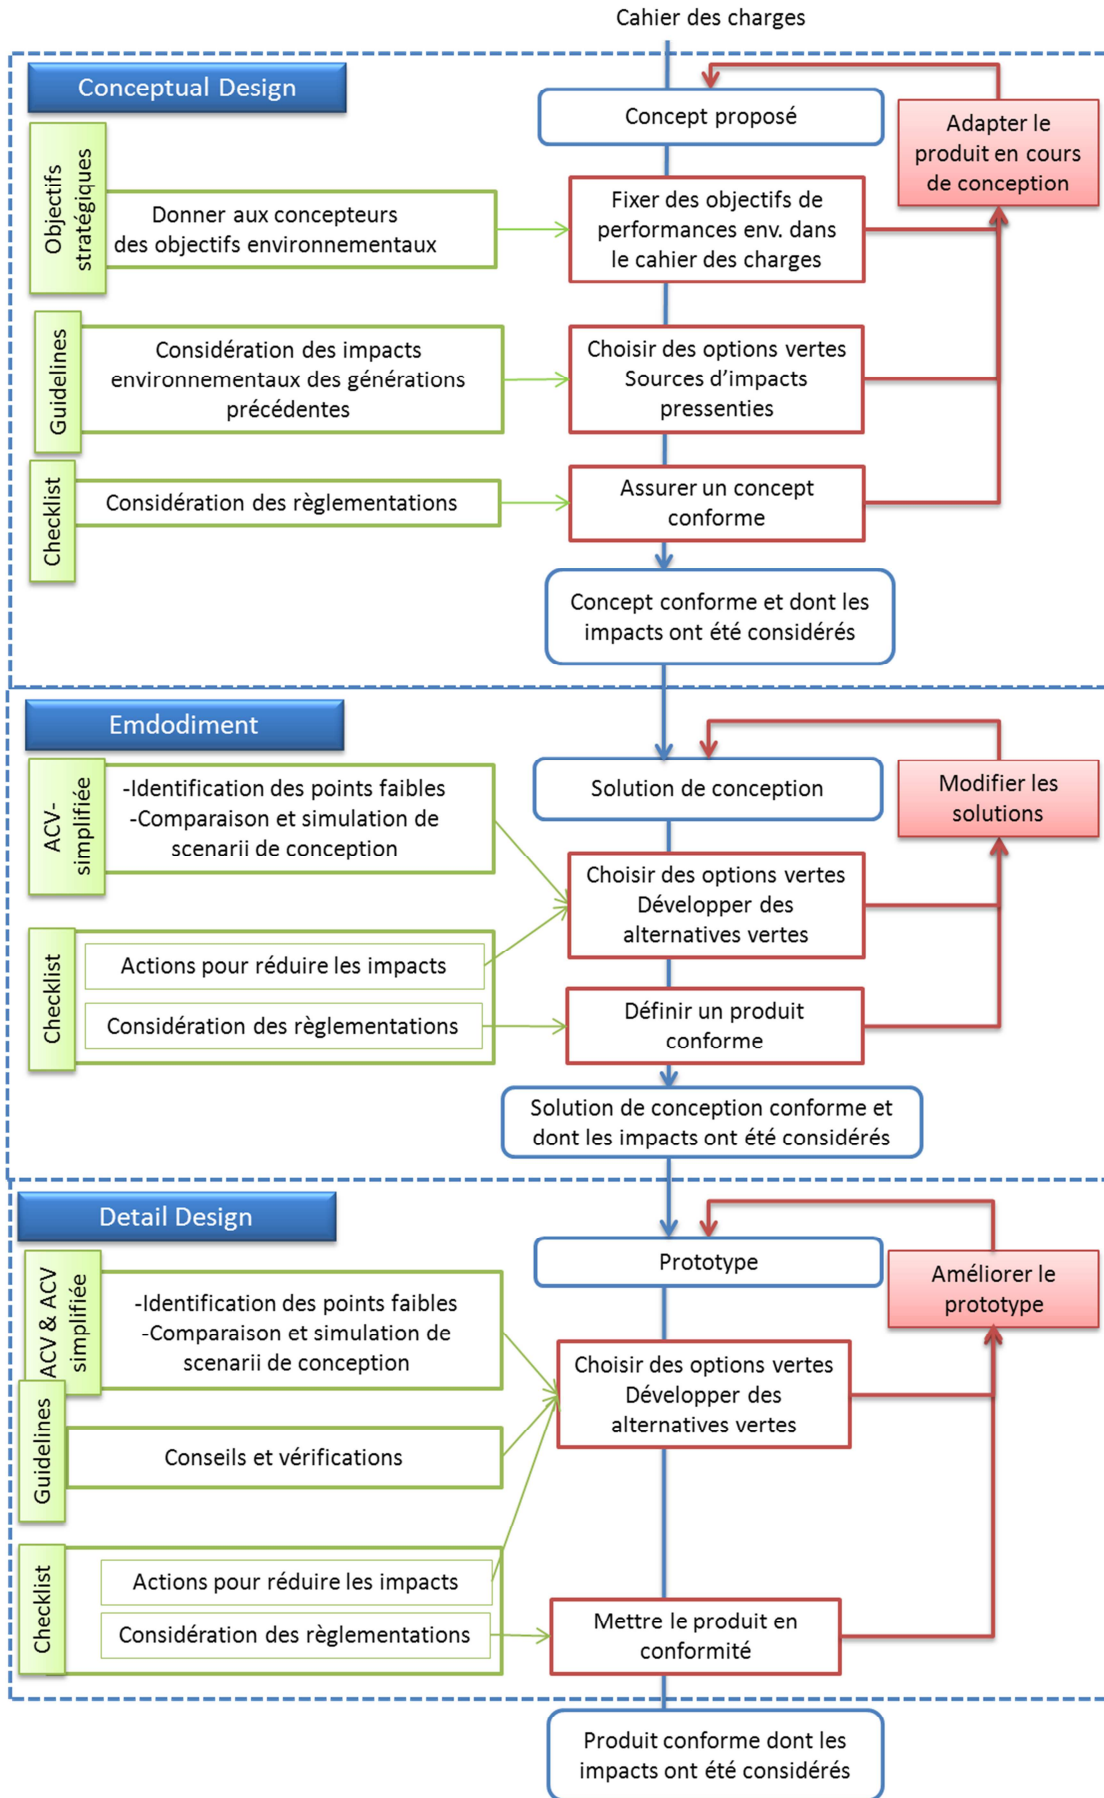 Cahier des charges
Conceptual Design
Concept proposé
Adapter le
produit en cours
de conception
Objectifs
stratégiques
Donner aux concepteurs
des objectifs environnementaux
Fixer des objectifs de
performances env. dans
le cahier des charges
Guidelines
Considération des impacts
environnementaux des générations
précédentes
Choisir des options vertes
Sources d'impacts
pressenties
Checklist
Considération des règlementations
Assurer un concept
conforme
Concept conforme et dont les
impacts ont été considérés
Emdodiment
ACV-
simplifiée
-Identification des points faibles
-Comparaison et simulation de
scenarii de conception
Solution de conception
Modifier les
solutions
Choisir des options vertes
Développer des
alternatives vertes
Checklist
Actions pour réduire les impacts
Considération des règlementations
Définir un produit
conforme
Solution de conception conforme et
dont les impacts ont été considérés
Detail Design
Prototype
Améliorer le
prototype
ACV & ACV
simplifiée
-Identification des points faibles
-Comparaison et simulation de
scenarii de conception
Choisir des options vertes
Développer des
alternatives vertes
Guidelines
Conseils et vérifications
Checklist
Actions pour réduire les impacts
Considération des règlementations
Mettre le produit en
conformité
Produit conforme dont les
impacts ont été considérés